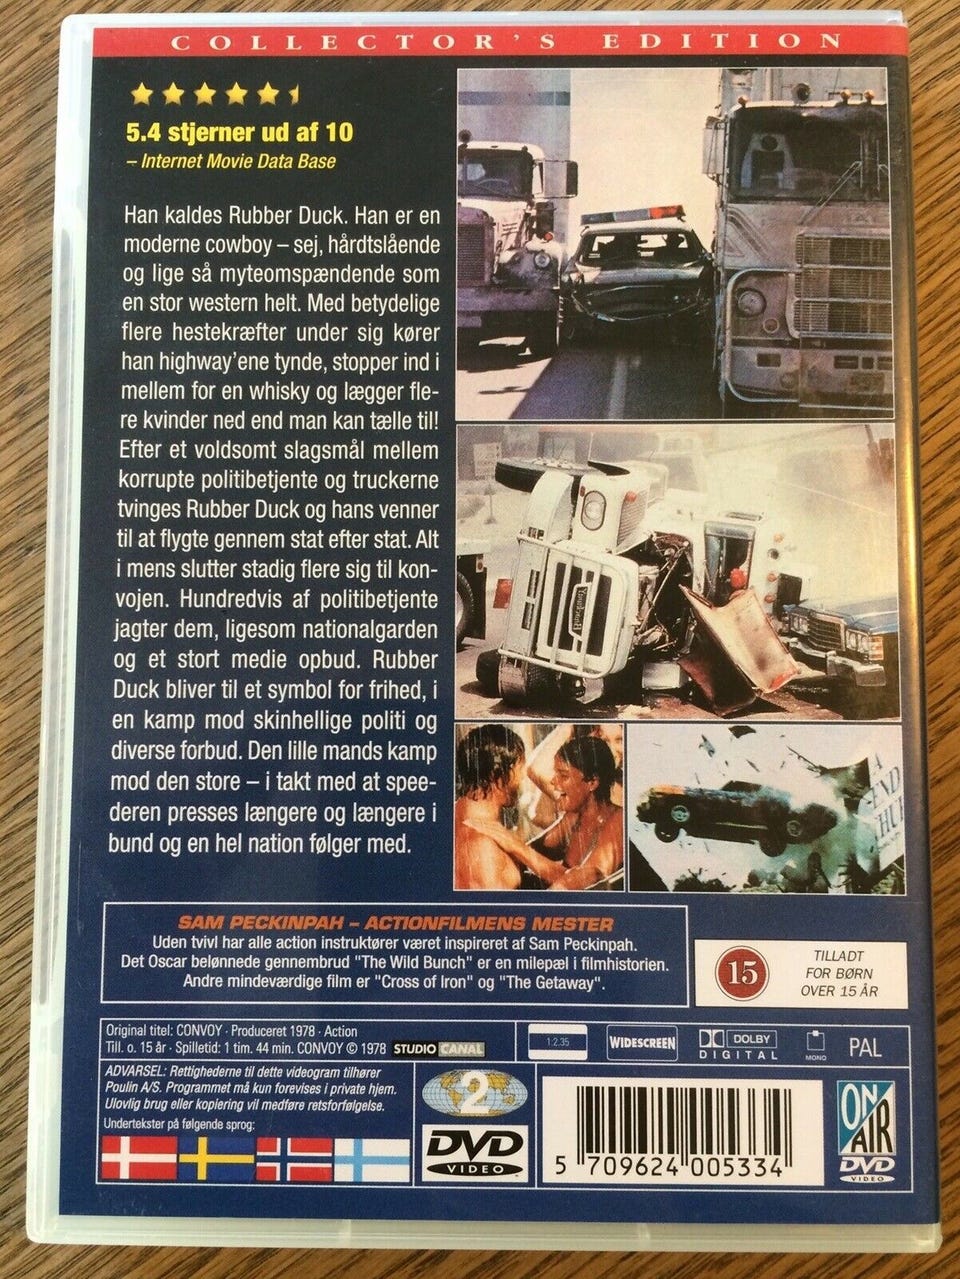 COLLECTOR'S EDITION
5.4 stjerner ud af 10
– Internet Movie Data Base
Han kaldes Rubber Duck. Han er en
moderne cowboy – sej, hårdtslående
og lige så myteomspændende som
en stor western helt. Med betydelige
flere hestekræfter under sig kører
han highway'ene tynde, stopper ind i
mellem for en whisky og lægger fle-
re kvinder ned end man kan tælle til!
Efter et voldsomt slagsmål mellem
korrupte politibetjente og truckerne
tvinges Rubber Duck og hans venner
til at flygte gennem stat efter stat. Alt
i mens slutter stadig flere sig til kon-
vojen. Hundredvis af politibetjente
jagter dem, ligesom nationalgarden
og et stort medie opbud. Rubber
Duck bliver til et symbol for frihed, i
en kamp mod skinhellige politi og
diverse forbud. Den lille mands kamp
mod den store – i takt med at spee-
deren presses længere og længere i
bund og en hel nation følger med.
SAM PECKINPAH – ACTIONFILMENS MESTER
Uden tvivl har alle action instruktører været inspireret af Sam Peckinpah.
Det Oscar belønnede gennembrud "The Wild Bunch" er en milepæl i filmhistorien.
Andre mindeværdige film er "Cross of Iron" og "The Getaway".
15
TILLADT
FOR BØRN
OVER 15 ÅR
Original titel: CONVOY · Produceret 1978 · Action
Till. o. 15 år · Spilletid: 1 tim. 44 min. CONVOY © 1978 STUDIO CANAL
1:2.35
WIDESCREEN
DOLBY
DIGITAL
MONO
PAL
ADVARSEL: Rettighederne til dette videogram tilhører
Poulin A/S. Programmet må kun forevises i private hjem.
Ulovlig brug eller kopiering vil medføre retsforfølgelse.
Undertekster på følgende sprog:
2
DVD
VIDEO
5 709624 005334
ON
AIR
DVD
VIDEO